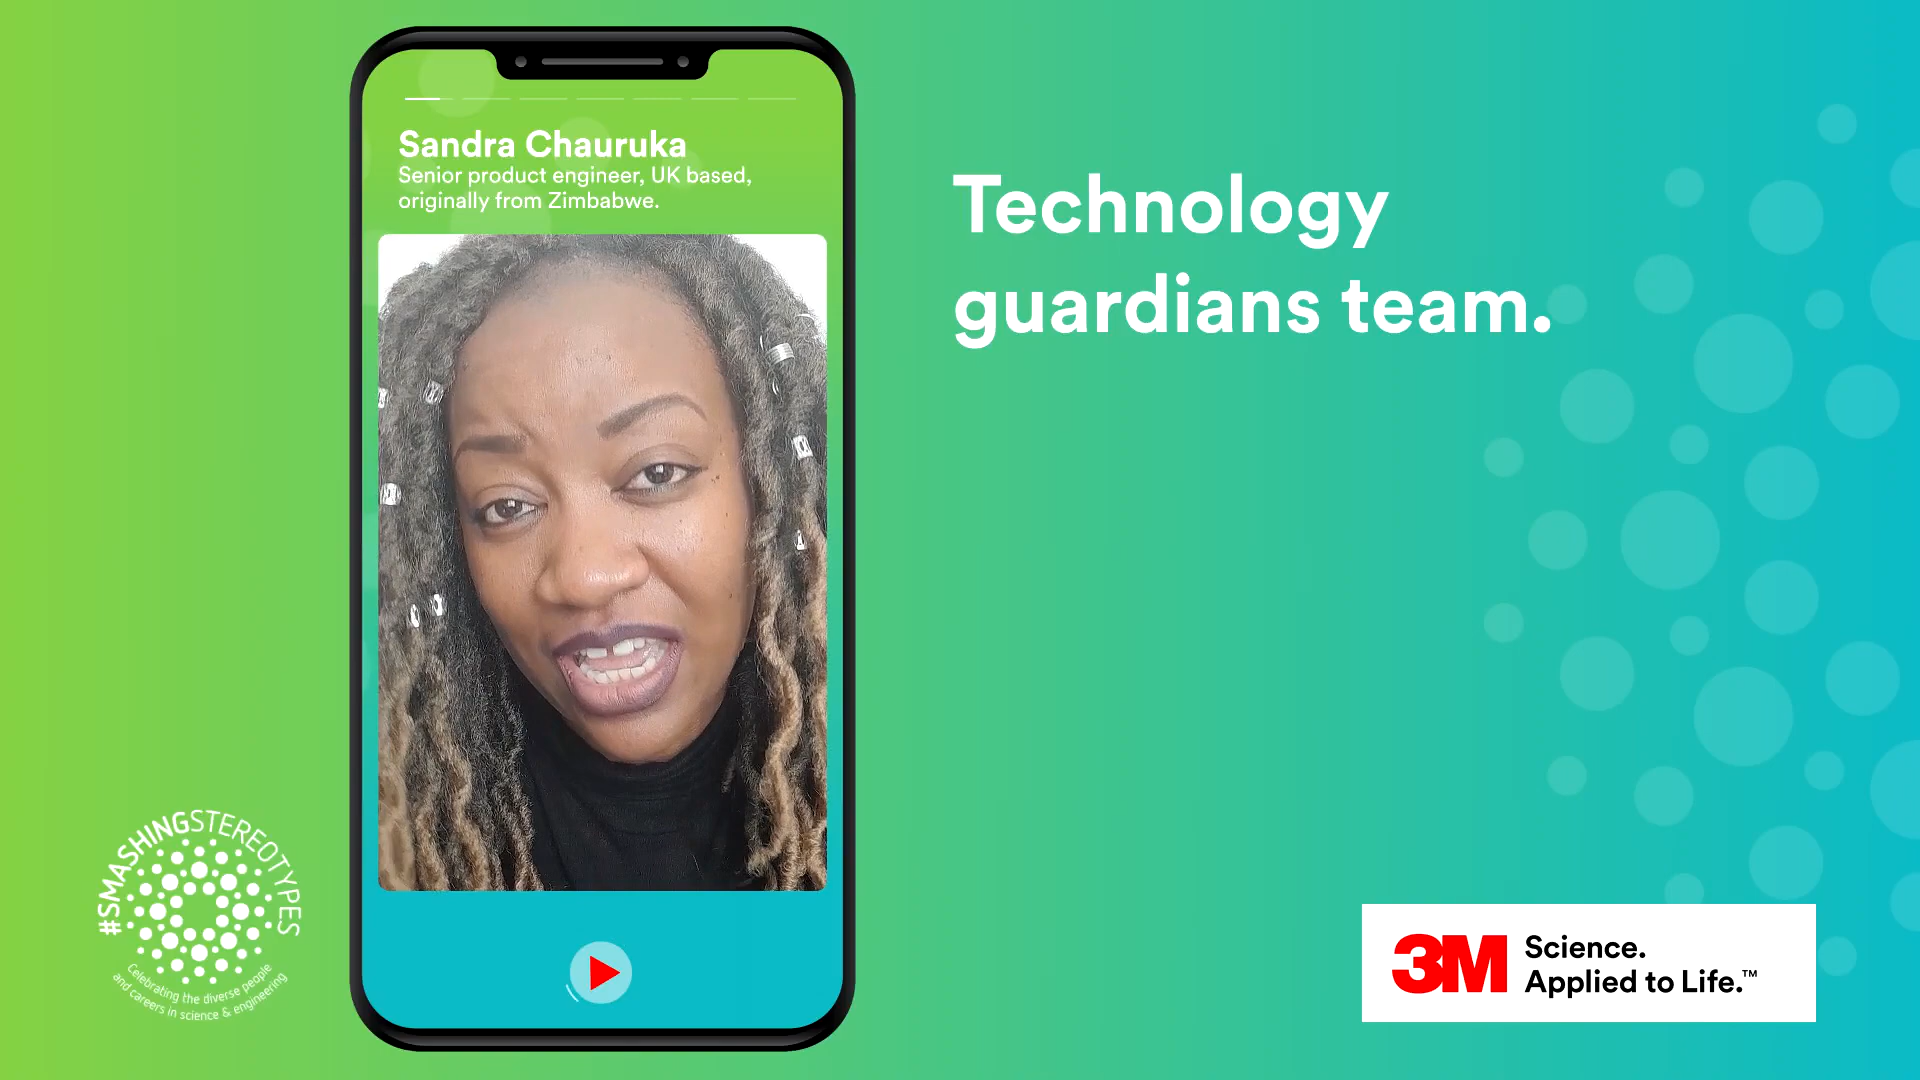 Sandra Chauruka
Senior product engineer, UK based,
originally from Zimbabwe.
Technology
guardians team.
#SMASHINGSTEREOTYPES
Celebrating the diverse people
and careers in science & engineering
3M
Science.
Applied to Life.™